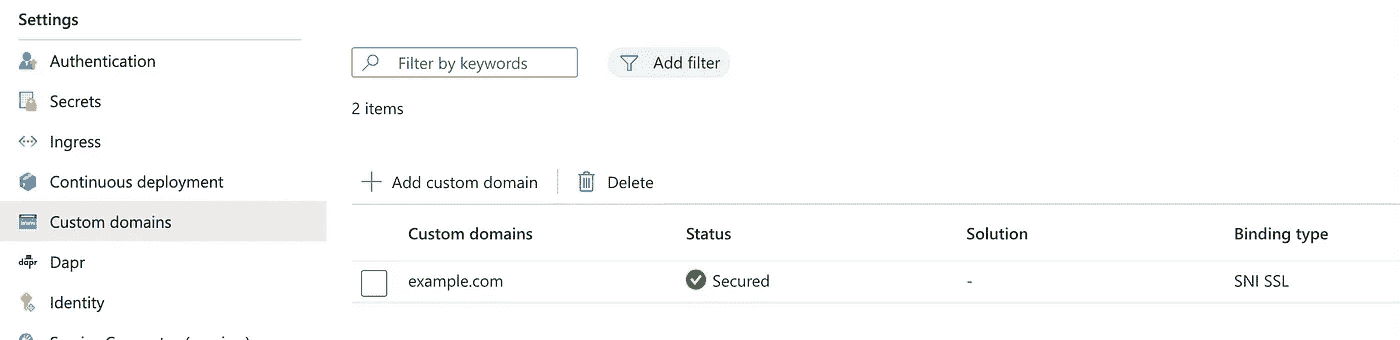 Settings
Authentication
Secrets
Ingress
Continuous deployment
Custom domains
dapr Dapr
Identity
Filter by keywords
Add filter
2 items
Add custom domain Delete
Custom domains Status Solution Binding type
example.com Secured - SNI SSL